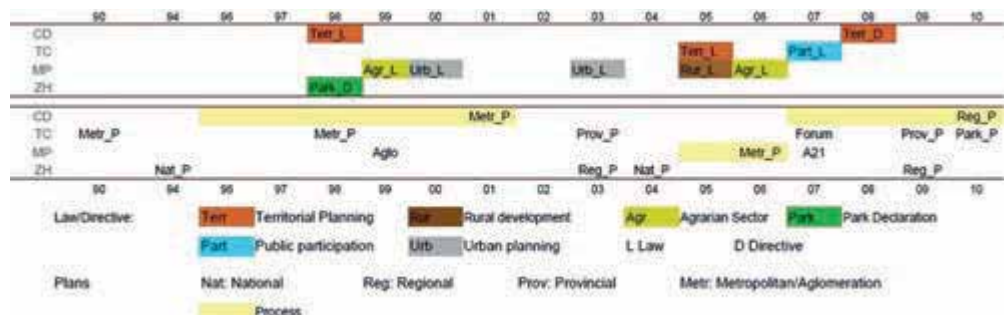 90 94 96 98 99 00 01 02 03 04 05 06 07 08 09 10
CD Terr_L Terr_D
TC Terr_L Part_L
MP Agr_L Urb_L Urb_L Rur_L Agr_L
ZH Park_D
CD Metr_P Reg_P
TC Metr_P Metr_P Prov_P Forum Prov_P Park_P
MP Aglo Metr_P A21
ZH Nat_P Reg_P Nat_P Reg_P
90 94 96 98 99 00 01 02 03 04 05 06 07 08 09 10
Law/Directive: Terr Territorial Planning Rur Rural development Agr Agrarian Sector Park Park Declaration
Part Public participation Urb Urban planning L Law D Directive
Plans Nat: National Reg: Regional Prov: Provincial Metr: Metropolitan/Aglomeration
Process